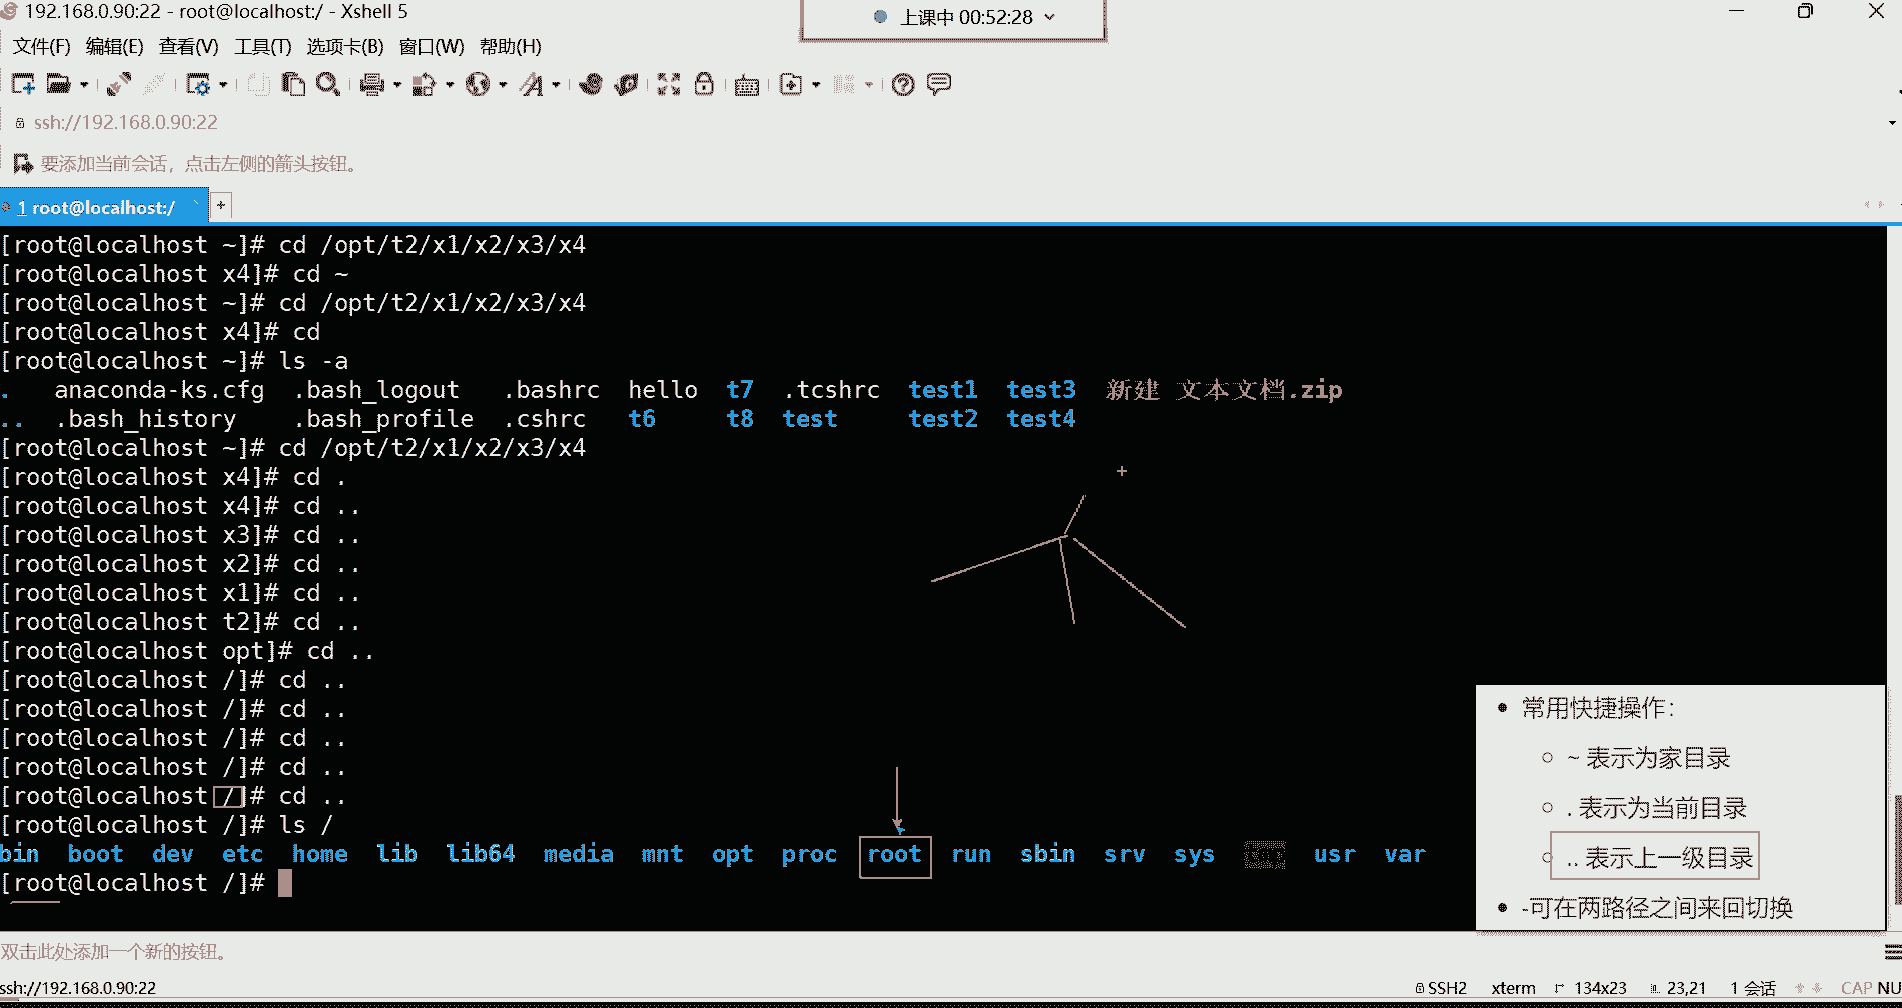 192.168.0.90:22 - root@localhost:/ - Xshell 5
上课中 00:52:28
文件(F) 编辑(E) 查看(V) 工具(T) 选项卡(B) 窗口(W) 帮助(H)
ssh://192.168.0.90:22
要添加当前会话，点击左侧的箭头按钮。
1 root@localhost:/
[root@localhost ~]# cd /opt/t2/x1/x2/x3/x4
[root@localhost x4]# cd ~
[root@localhost ~]# cd /opt/t2/x1/x2/x3/x4
[root@localhost x4]# cd
[root@localhost ~]# ls -a
. anaconda-ks.cfg .bash_logout .bashrc hello t7 .tcshrc test1 test3 新建 文本文档.zip
.. .bash_history .bash_profile .cshrc t6 t8 test test2 test4
[root@localhost ~]# cd /opt/t2/x1/x2/x3/x4
[root@localhost x4]# cd .
[root@localhost x4]# cd ..
[root@localhost x3]# cd ..
[root@localhost x2]# cd ..
[root@localhost x1]# cd ..
[root@localhost t2]# cd ..
[root@localhost opt]# cd ..
[root@localhost /]# cd ..
[root@localhost /]# cd ..
[root@localhost /]# cd ..
[root@localhost /]# cd ..
[root@localhost /]# cd ..
[root@localhost /]# ls /
bin boot dev etc home lib lib64 media mnt opt proc root run sbin srv sys tmp usr var
[root@localhost /]#
常用快捷操作：
~ 表示为家目录
. 表示为当前目录
.. 表示上一级目录
-可在两路径之间来回切换
双击此处添加一个新的按钮。
ssh://192.168.0.90:22
SSH2 xterm 134x23 23,21 1 会话 CAP NU